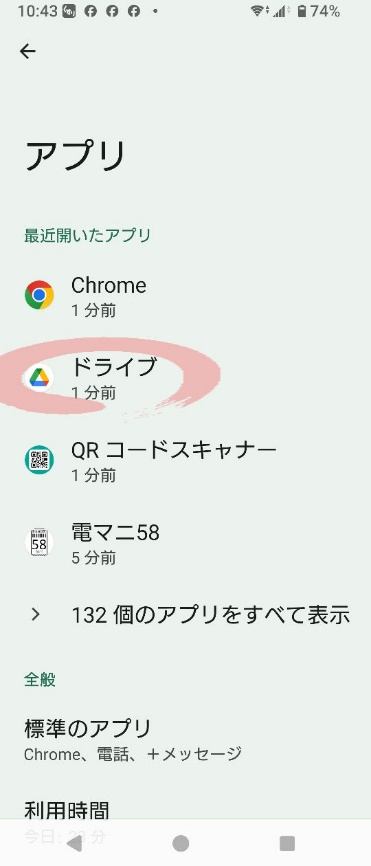 10:43 74%
アプリ
最近開いたアプリ
Chrome
1 分前
ドライブ
1 分前
QR コードスキャナー
1 分前
電マニ58
58
5 分前
132 個のアプリをすべて表示
全般
標準のアプリ
Chrome、電話、＋メッセージ
利用時間
今日:
分